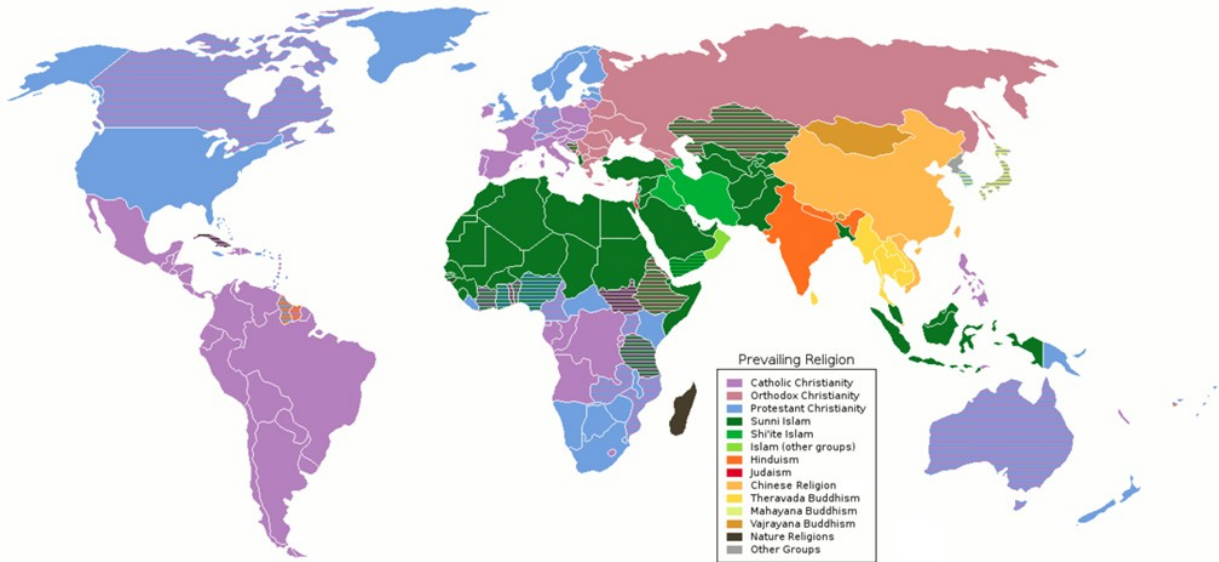 Prevailing Religion
Catholic Christianity
Orthodox Christianity
Protestant Christianity
Sunni Islam
Shi'ite Islam
Islam (other groups)
Hinduism
Judaism
Chinese Religion
Theravada Buddhism
Mahayana Buddhism
Vajrayana Buddhism
Nature Religions
Other Groups